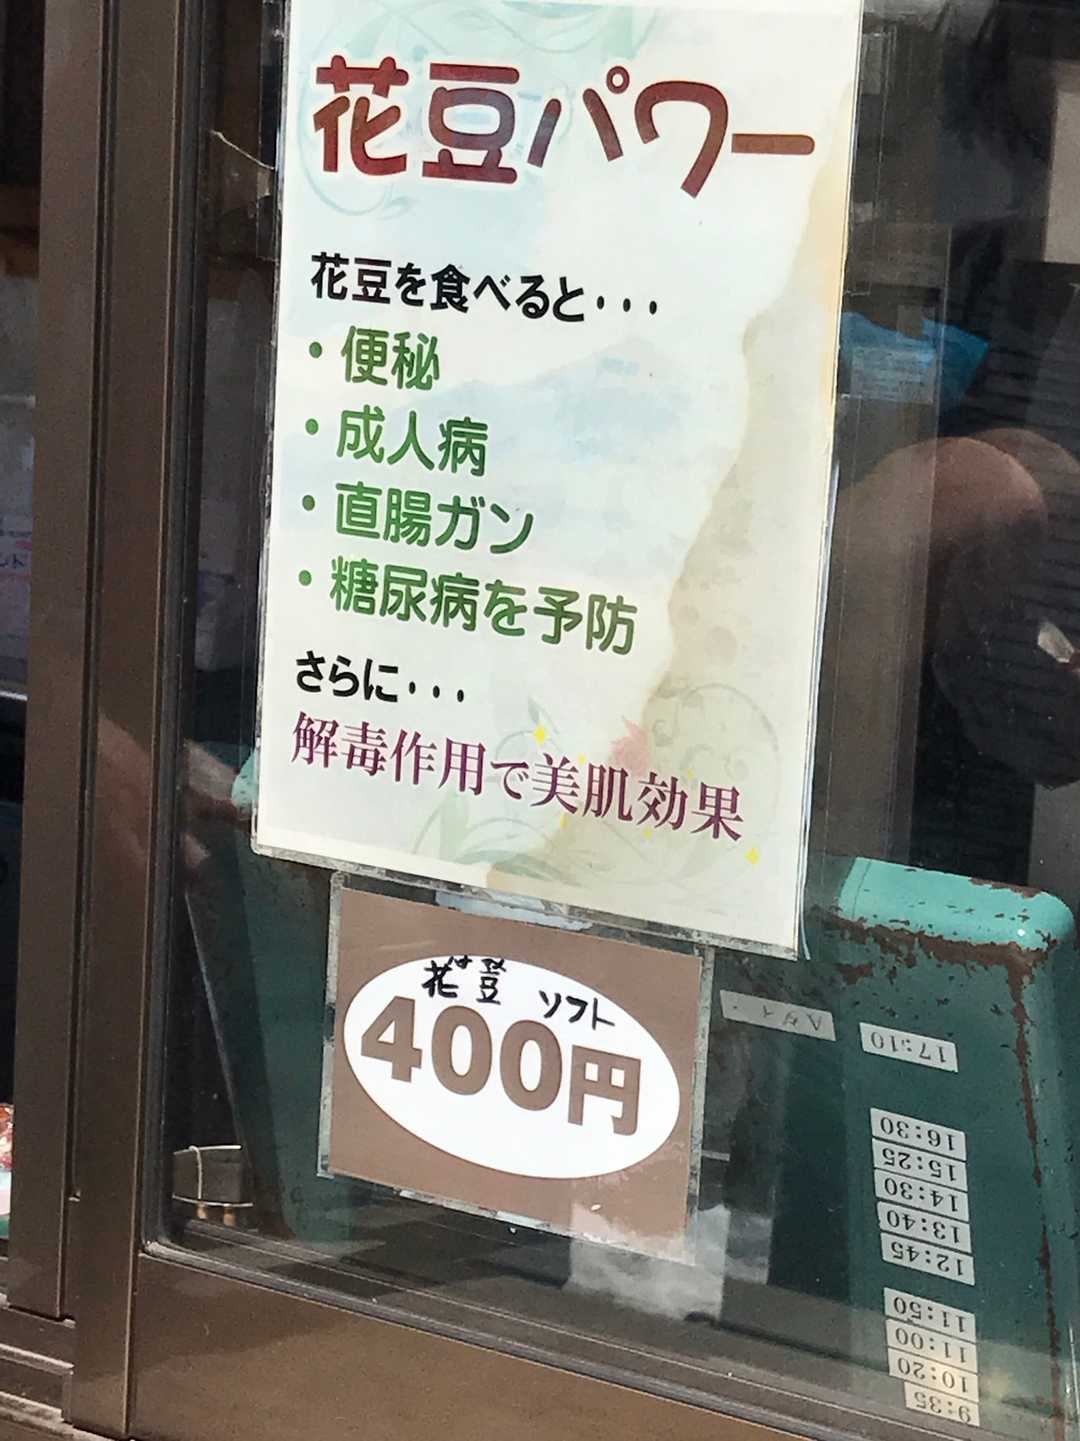 花豆パワー
花豆を食べると・・・
・便秘
・成人病
・直腸ガン
・糖尿病を予防
さらに・・・
解毒作用で美肌効果
花豆 ソフト
400円
17:10
16:30
15:25
14:30
13:40
12:45
11:50
11:00
10:20
9:35